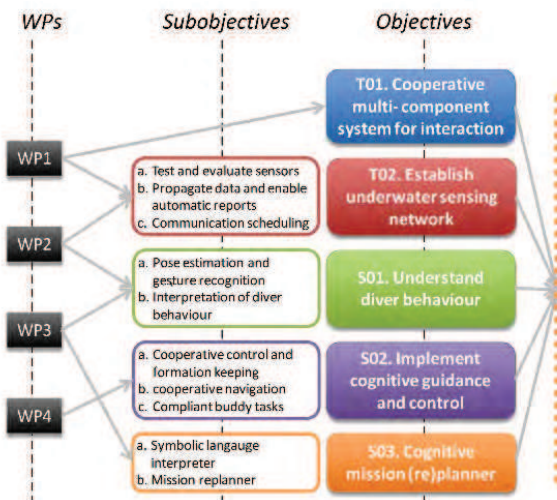 WPs
Subobjectives
Objectives
T01. Cooperative
multi- component
system for interaction
WP1
a. Test and evaluate sensors
b. Propagate data and enable
automatic reports
c. Communication scheduling
T02. Establish
underwater sensing
network
WP2
a. Pose estimation and
gesture recognition
b. Interpretation of diver
behaviour
S01. Understand
diver behaviour
WP3
a. Cooperative control and
formation keeping
b. cooperative navigation
c. Compliant buddy tasks
S02. Implement
cognitive guidance
and control
WP4
a. Symbolic langauge
interpreter
b. Mission replanner
S03. Cognitive
mission (re)planner